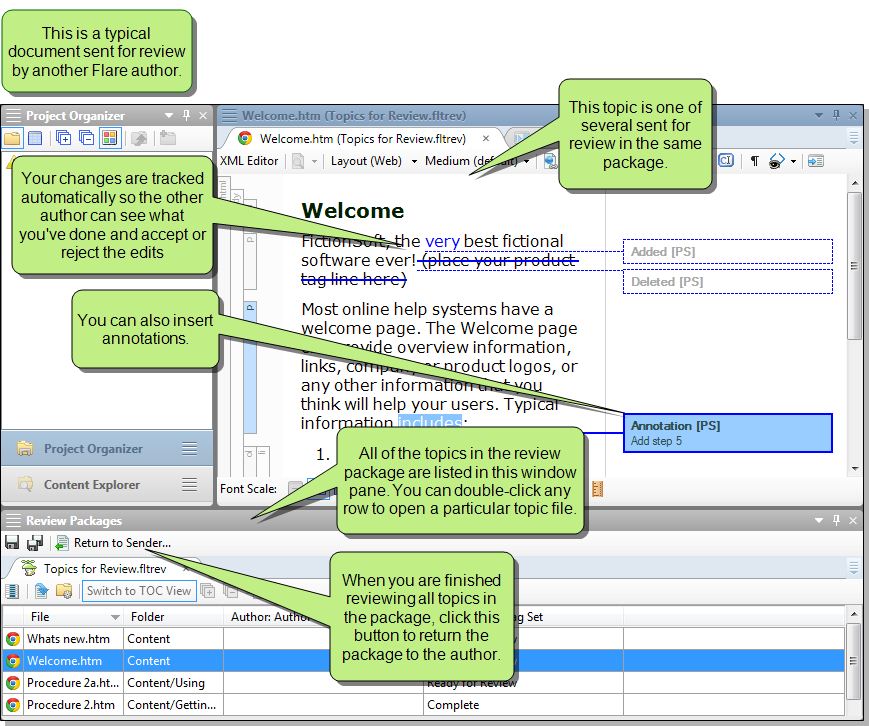 This is a typical
document sent for review
by another Flare author.
Project Organizer
Welcome.htm (Topics for Review.fltrev)
This topic is one of
several sent for
review in the same
package.
Welcome.htm (Topics for Review.fltrev)
XML Editor
Layout (Web)
Medium (default)
Your changes are tracked
automatically so the other
author can see what
you've done and accept or
reject the edits
Welcome
FictionSoft, the very best fictional
software ever! (place your product
tag line here)
Added [PS]
Deleted [PS]
You can also insert
annotations.
Most online help systems have a
welcome page. The Welcome page
provide overview information,
links, company or product logos, or
any other information that you
think will help your users. Typical
information includes:
1.
Annotation [PS]
Add step 5
Project Organizer
Content Explorer
Font Scale:
All of the topics in the review
package are listed in this window
pane. You can double-click any
row to open a particular topic file.
Review Packages
Return to Sender...
Topics for Review.fltrev
Switch to TOC View
When you are finished
reviewing all topics in
the package, click this
button to return the
package to the author.
File Folder Author: Set
Whats new.htm Content
Welcome.htm Content
Procedure 2a.ht... Content/Using Ready for Review
Procedure 2.htm Content/Gettin... Complete